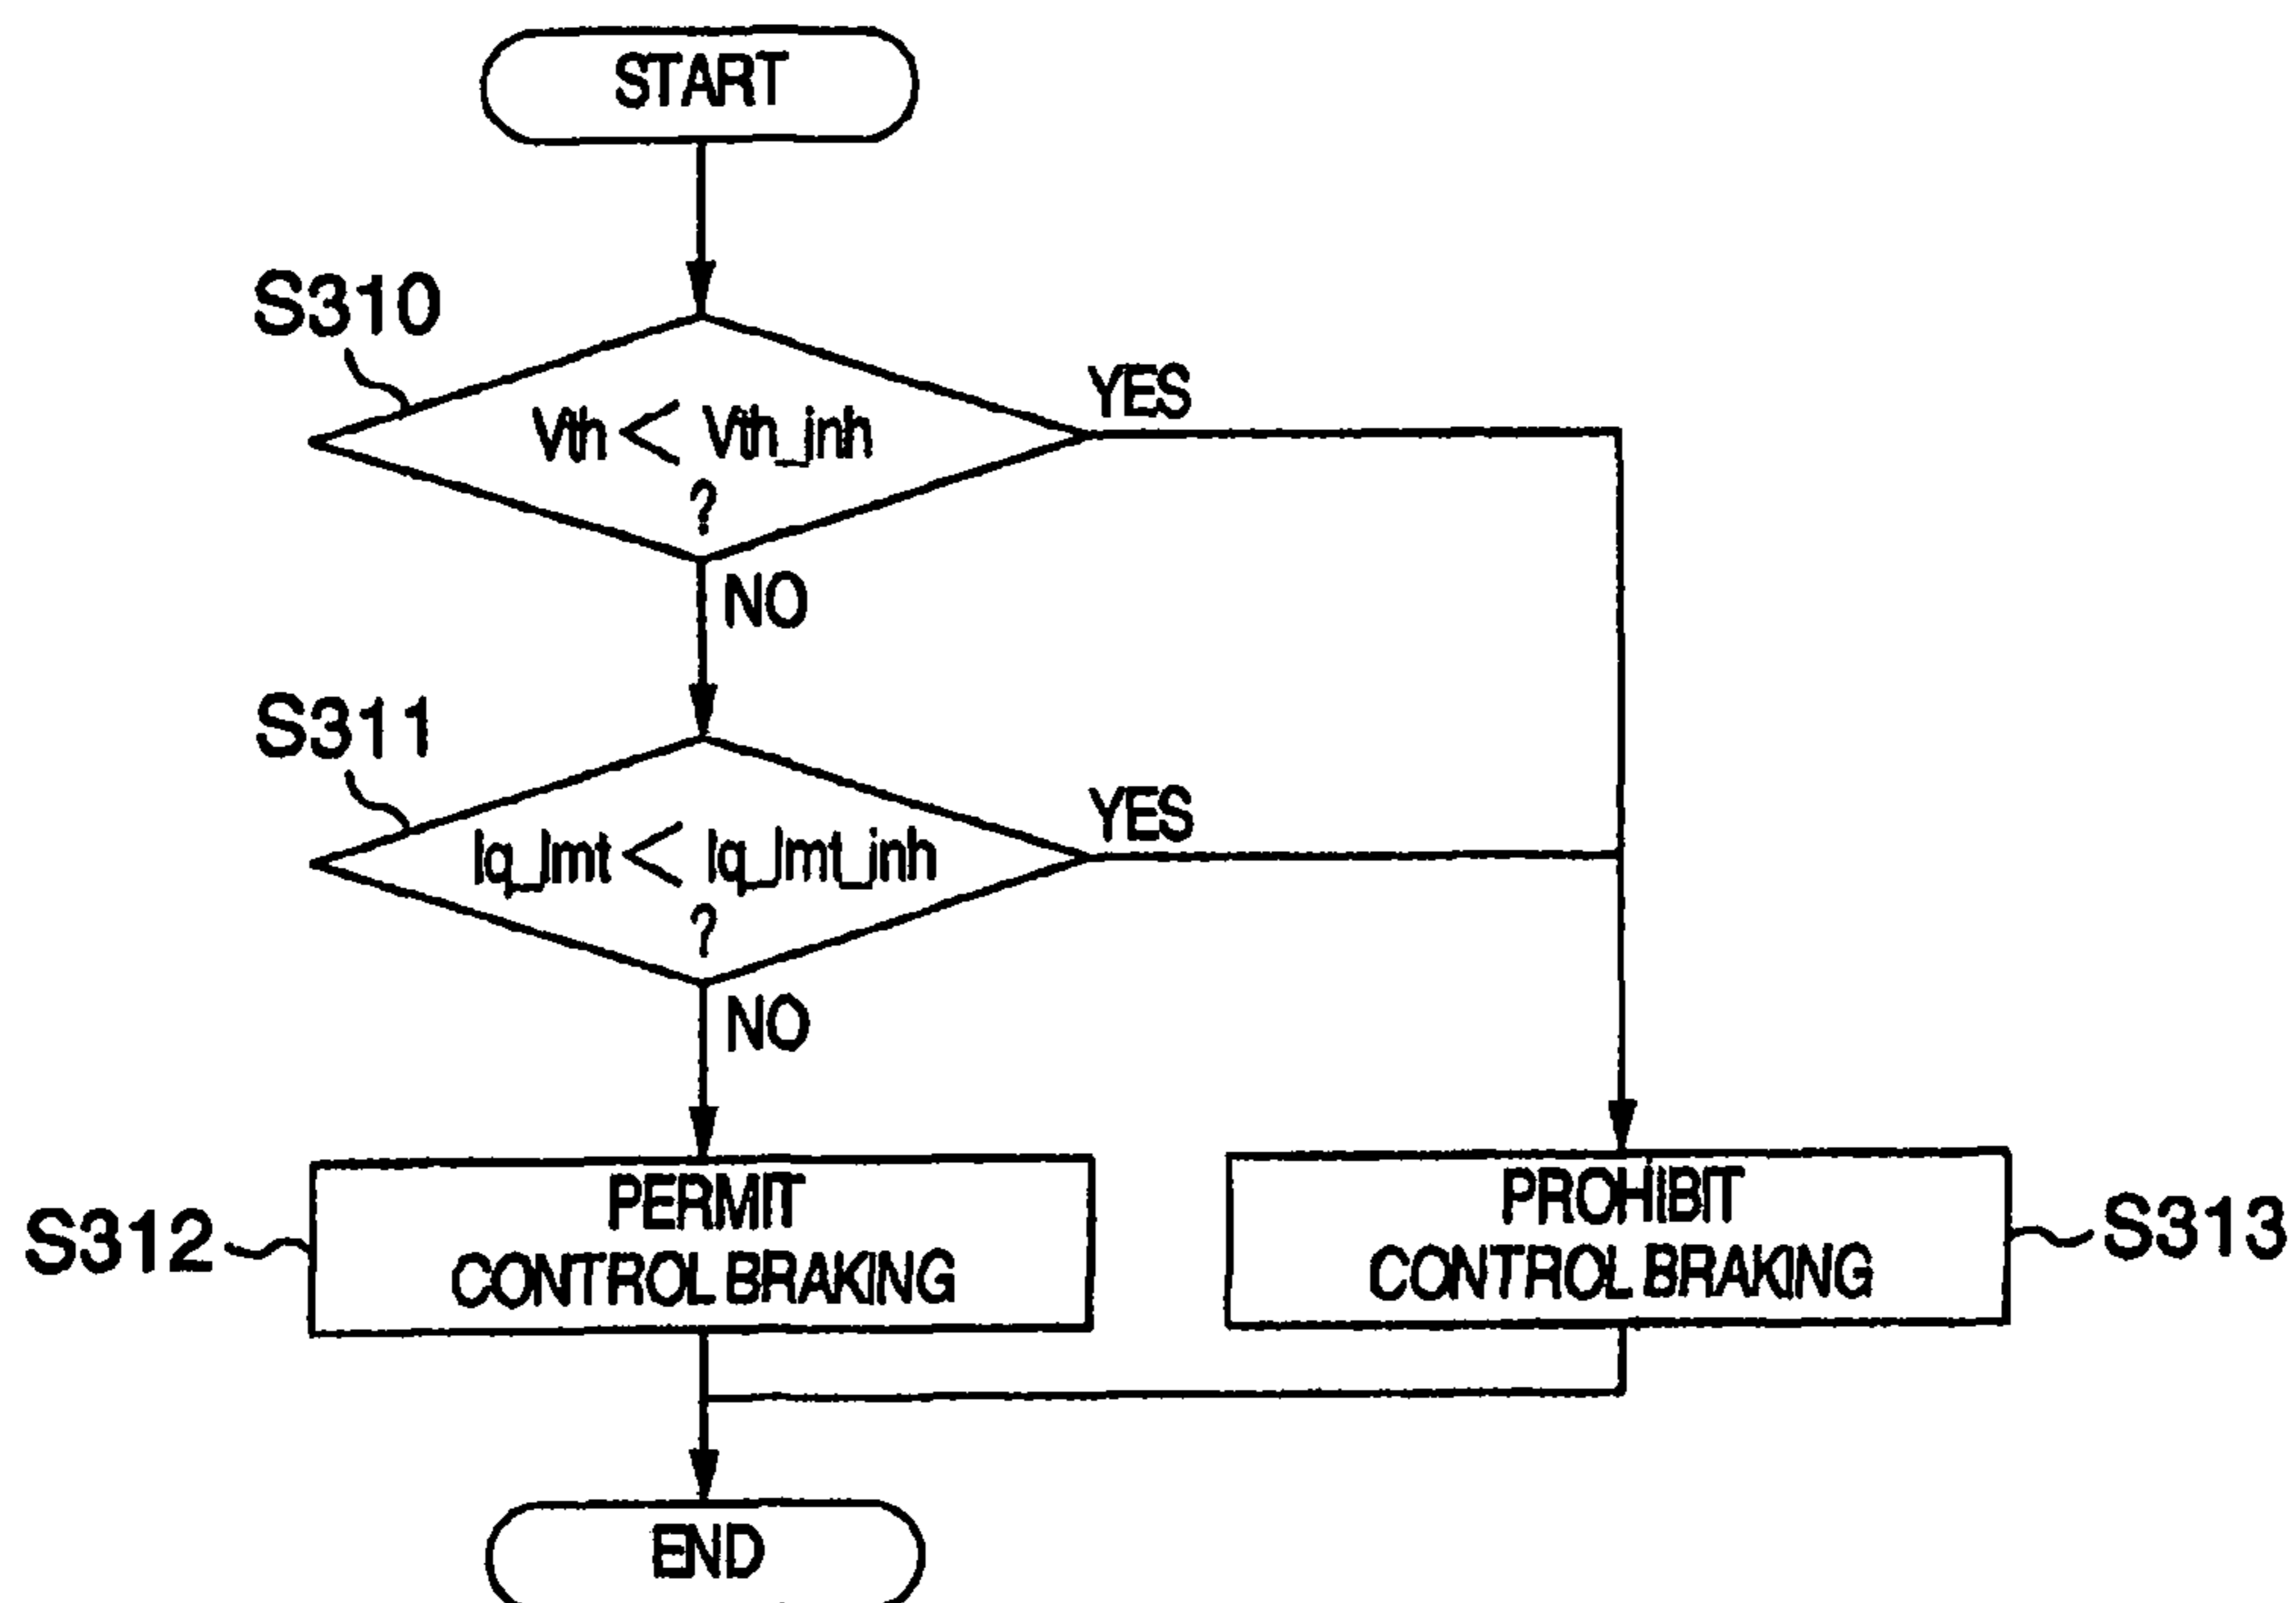 START
S310
Vth < Vth_inh
?
YES
NO
S311
Iq_lmt < Iq_lmt_inh
?
YES
NO
S312
PERMIT
CONTROL BRAKING
PROHIBIT
CONTROL BRAKING
S313
END